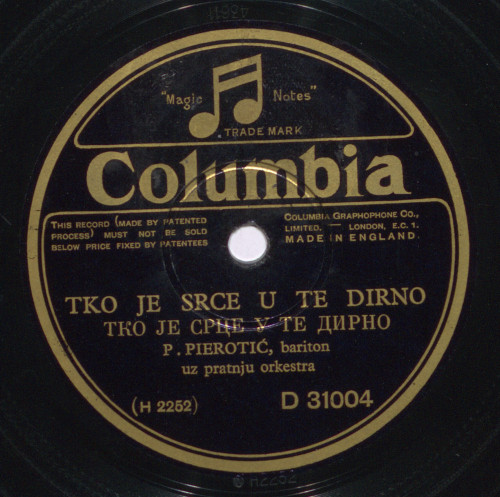 "Magic Notes"
TRADE MARK
Columbia
THIS RECORD (MADE BY PATENTED
PROCESS) MUST NOT BE SOLD
BELOW PRICE FIXED BY PATENTEES
COLUMBIA GRAPHOPHONE CO.,
LIMITED. — LONDON, E.C. 1.
MADE IN ENGLAND.
TKO JE SRCE U TE DIRNO
ТКО ЈЕ СРЦЕ У ТЕ ДИРНО
P. PIEROTIĆ, bariton
uz pratnju orkestra
(H 2252)
D 31004